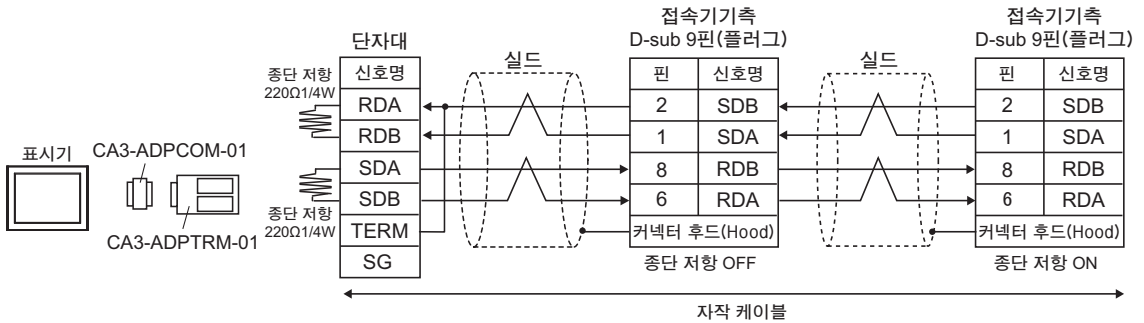 표시기
CA3-ADPCOM-01
CA3-ADPTRM-01
종단 저항
220Ω1/4W
종단 저항
220Ω1/4W
단자대
신호명
RDA
RDB
SDA
SDB
TERM
SG
실드
접속기기측
D-sub 9핀(플러그)
핀 신호명
2 SDB
1 SDA
8 RDB
6 RDA
커넥터 후드(Hood)
종단 저항 OFF
실드
접속기기측
D-sub 9핀(플러그)
핀 신호명
2 SDB
1 SDA
8 RDB
6 RDA
커넥터 후드(Hood)
종단 저항 ON
자작 케이블